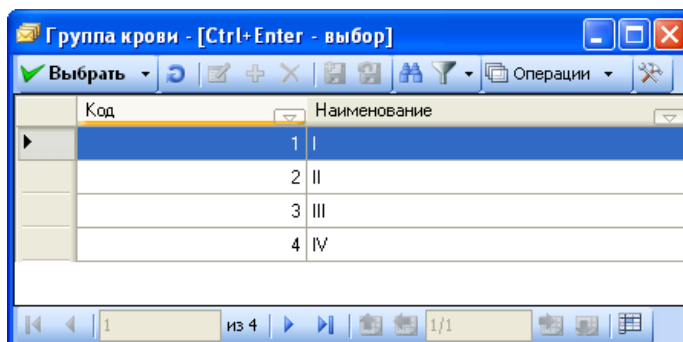 Группа крови - [Ctrl+Enter - выбор]
Выбрать Операции
Код Наименование
1 I
2 II
3 III
4 IV
1 из 4 1/1